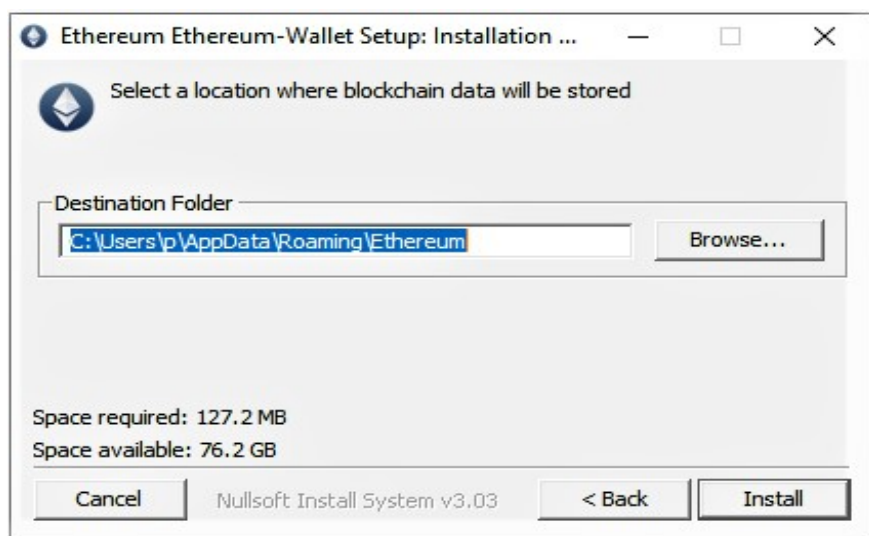 Ethereum Ethereum-Wallet Setup: Installation ...
Select a location where blockchain data will be stored
Destination Folder
C:\Users\p\AppData\Roaming\Ethereum
Browse...
Space required: 127.2 MB
Space available: 76.2 GB
Cancel
Nullsoft Install System v3.03
< Back
Install